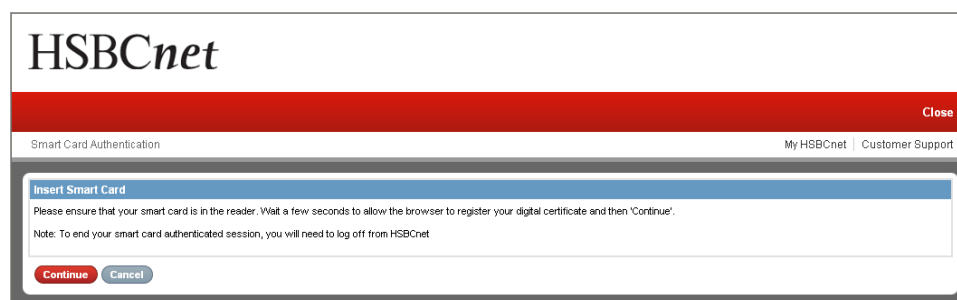 HSBCnet
Close
Smart Card Authentication
My HSBCnet | Customer Support
Insert Smart Card
Please ensure that your smart card is in the reader. Wait a few seconds to allow the browser to register your digital certificate and then 'Continue'.
Note: To end your smart card authenticated session, you will need to log off from HSBCnet
Continue Cancel